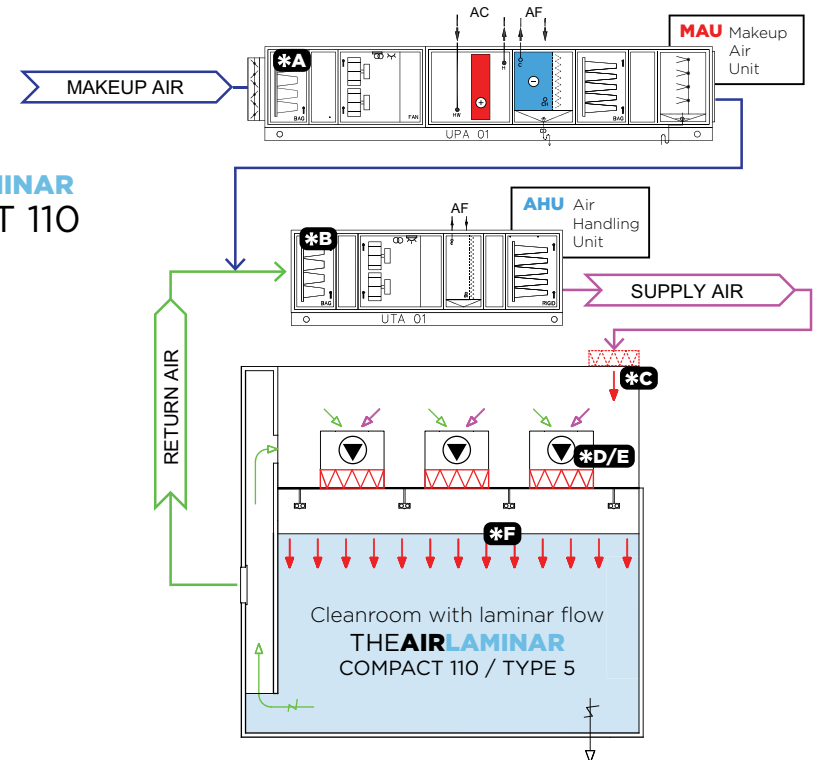 AC AF
MAU Makeup
Air
Unit
*A
MAKEUP AIR
H
C
HW
BAG
FAN
BAG
UPA 01
MINAR
T 110
AF
AHU Air
Handling
Unit
*B
BAG
RIGID
UTA 01
SUPPLY AIR
RETURN AIR
*C
*D/E
*F
Cleanroom with laminar flow
THEAIRLAMINAR
COMPACT 110 / TYPE 5